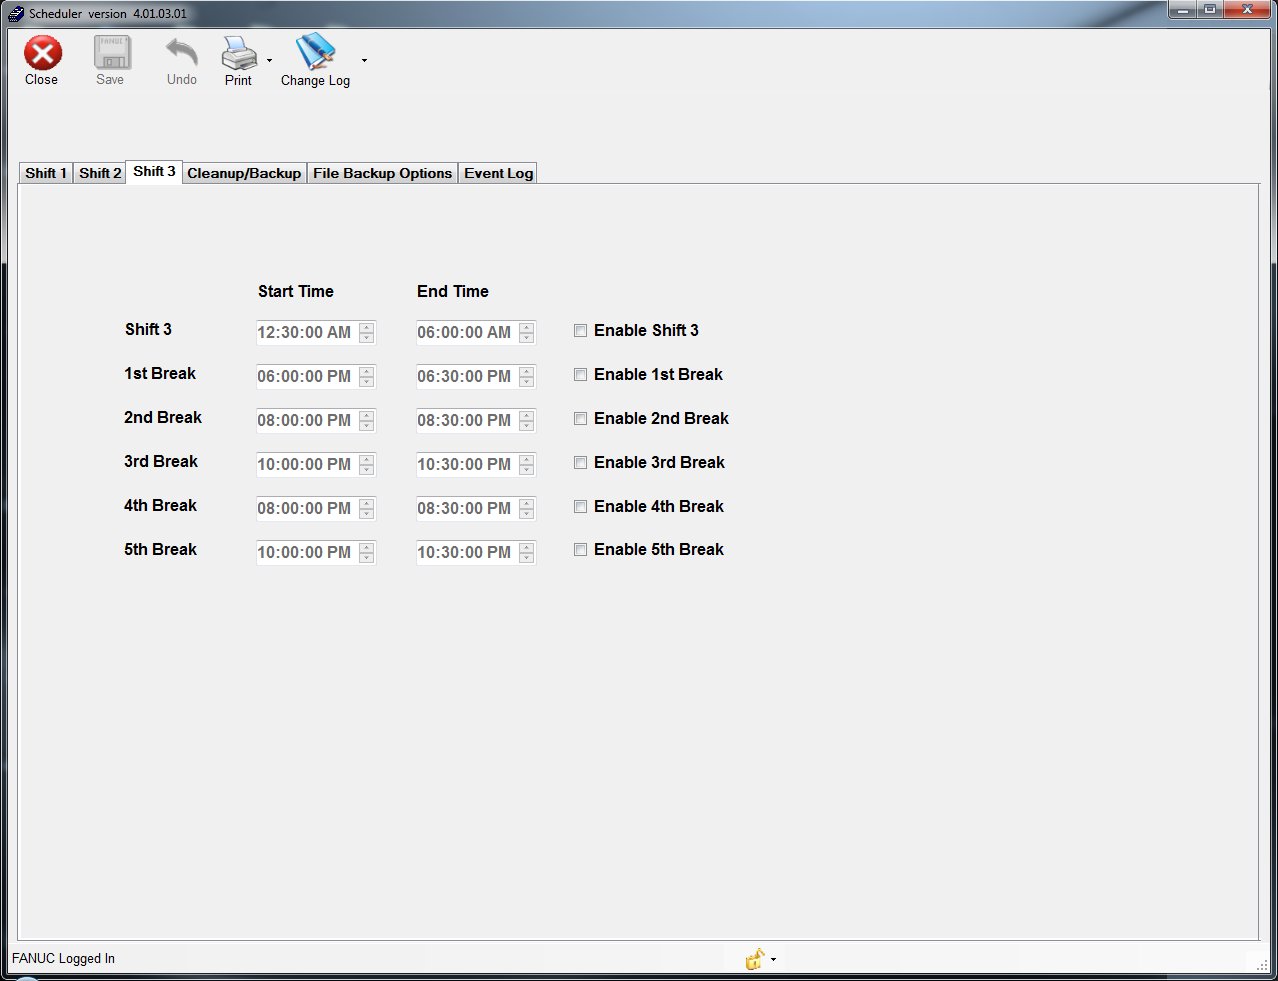 Scheduler version 4.01.03.01
FANUC
Close Save Undo Print Change Log
Shift 1 Shift 2 Shift 3 Cleanup/Backup File Backup Options Event Log
Start Time End Time
Shift 3 12:30:00 AM 06:00:00 AM Enable Shift 3
1st Break 06:00:00 PM 06:30:00 PM Enable 1st Break
2nd Break 08:00:00 PM 08:30:00 PM Enable 2nd Break
3rd Break 10:00:00 PM 10:30:00 PM Enable 3rd Break
4th Break 08:00:00 PM 08:30:00 PM Enable 4th Break
5th Break 10:00:00 PM 10:30:00 PM Enable 5th Break
FANUC Logged In